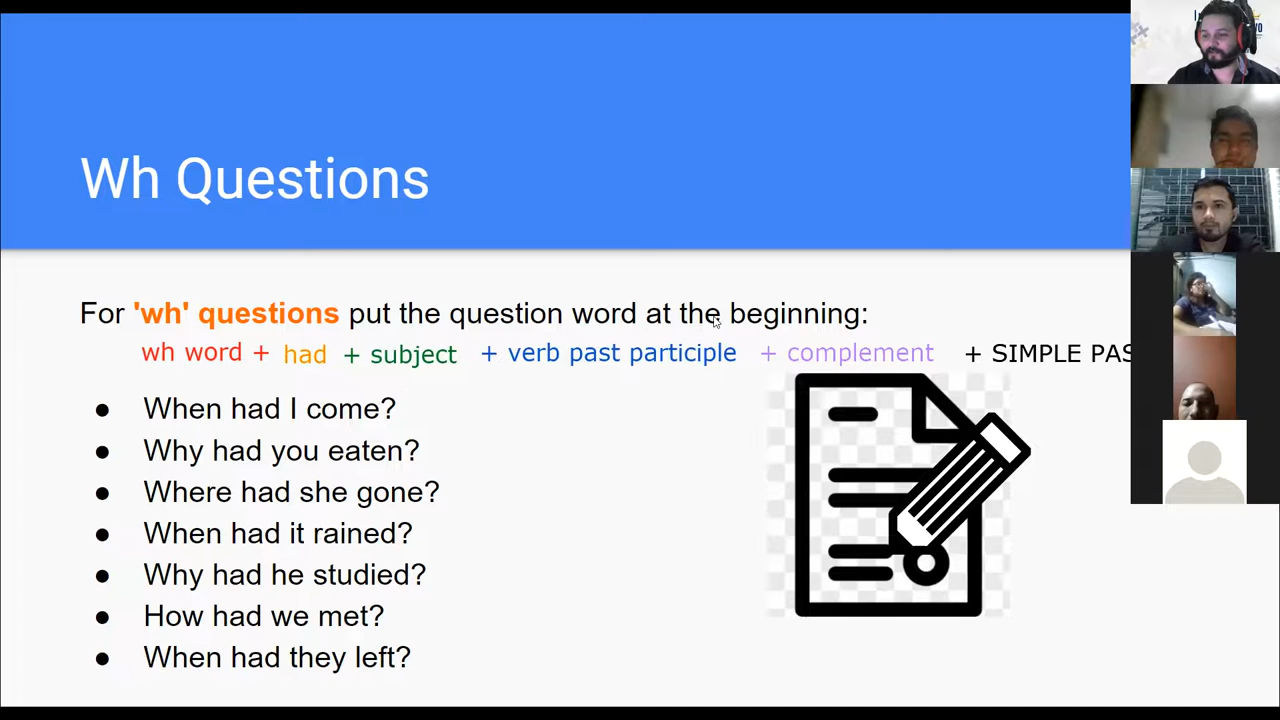 Wh Questions
For 'wh' questions put the question word at the beginning:
wh word + had + subject + verb past participle + complement + SIMPLE PAS
● When had I come?
● Why had you eaten?
● Where had she gone?
● When had it rained?
● Why had he studied?
● How had we met?
● When had they left?